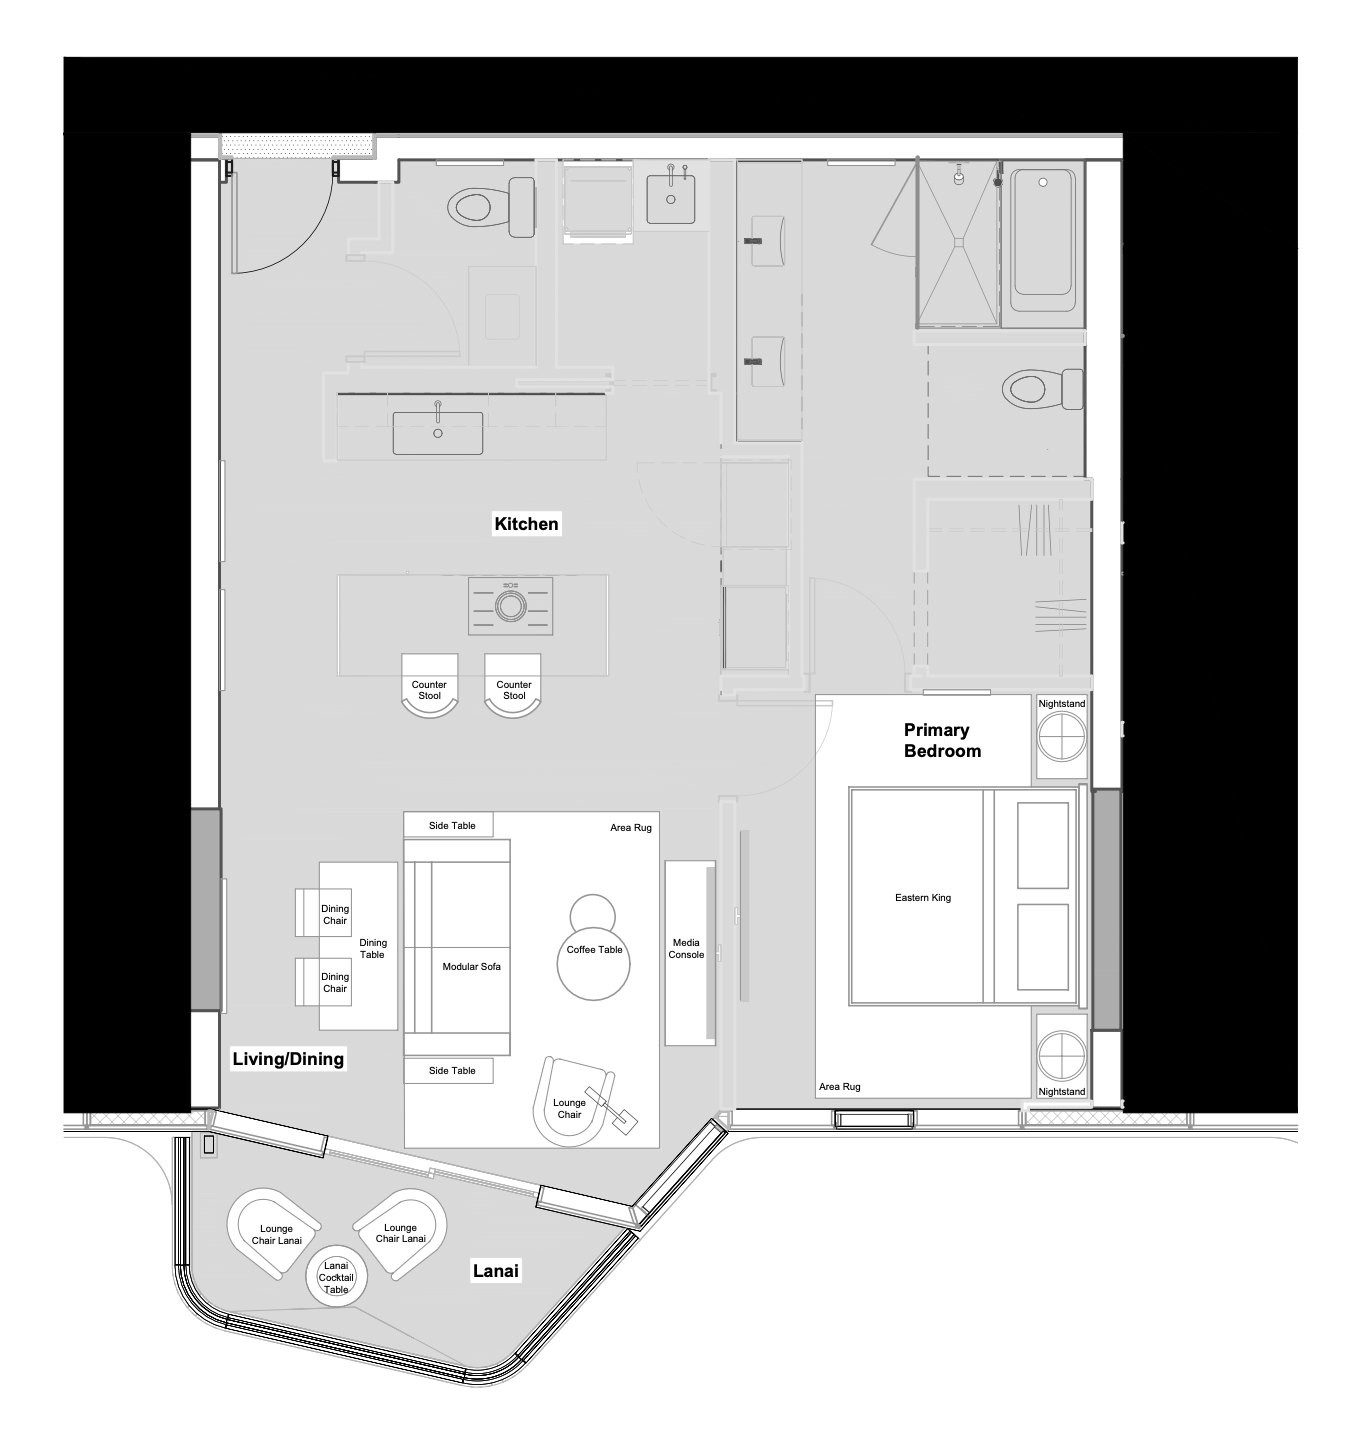 Kitchen
Counter
Stool
Counter
Stool
Nightstand
Primary
Bedroom
Side Table
Area Rug
Eastern King
Dining
Chair
Dining
Table
Media
Console
Coffee Table
Modular Sofa
Dining
Chair
Living/Dining
Side Table
Area Rug
Nightstand
Lounge
Chair
Lounge
Chair Lanai
Lounge
Chair Lanai
Lanai
Cocktail
Table
Lanai